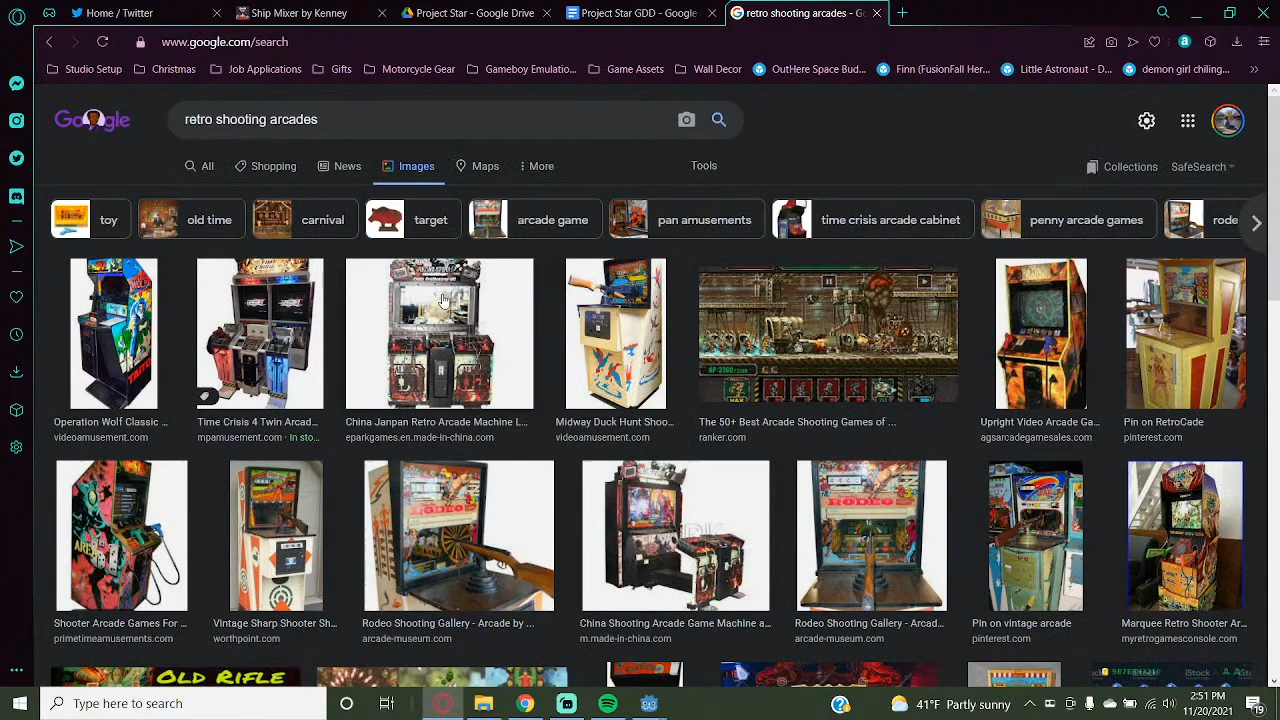 Home / Twitter
Ship Mixer by Kenney
Project Star - Google Drive
Project Star GDD - Google
retro shooting arcades - Go
www.google.com/search
Studio Setup
Christmas
Job Applications
Gifts
Motorcycle Gear
Gameboy Emulatio...
Game Assets
Wall Decor
OutHere Space Bud...
Finn (FusionFall Her...
Little Astronaut - D...
demon girl chiling...
retro shooting arcades
All
Shopping
News
Images
Maps
More
Tools
Collections
SafeSearch
toy
old time
carnival
target
arcade game
pan amusements
time crisis arcade cabinet
penny arcade games
rode
Operation Wolf Classic ...
videoamusement.com
Time Crisis 4 Twin Arcad...
mpamusement.com · In sto...
China Janpan Retro Arcade Machine L...
eparkgames.en.made-in-china.com
Midway Duck Hunt Shoo...
videoamusement.com
The 50+ Best Arcade Shooting Games of ...
ranker.com
Upright Video Arcade Ga...
agsarcadegamesales.com
Pin on RetroCade
pinterest.com
RODEO
RODEO
Shooter Arcade Games For ...
primetimeamusements.com
Vintage Sharp Shooter Sh...
worthpoint.com
Rodeo Shooting Gallery - Arcade by ...
arcade-museum.com
China Shooting Arcade Game Machine a...
m.made-in-china.com
Rodeo Shooting Gallery - Arcad...
arcade-museum.com
Pin on vintage arcade
pinterest.com
Marquee Retro Shooter Ar...
myretrogamesconsole.com
OLD RIFLE
iStock
iStock
Type here to search
41°F Partly sunny
2:51 PM
11/20/2021